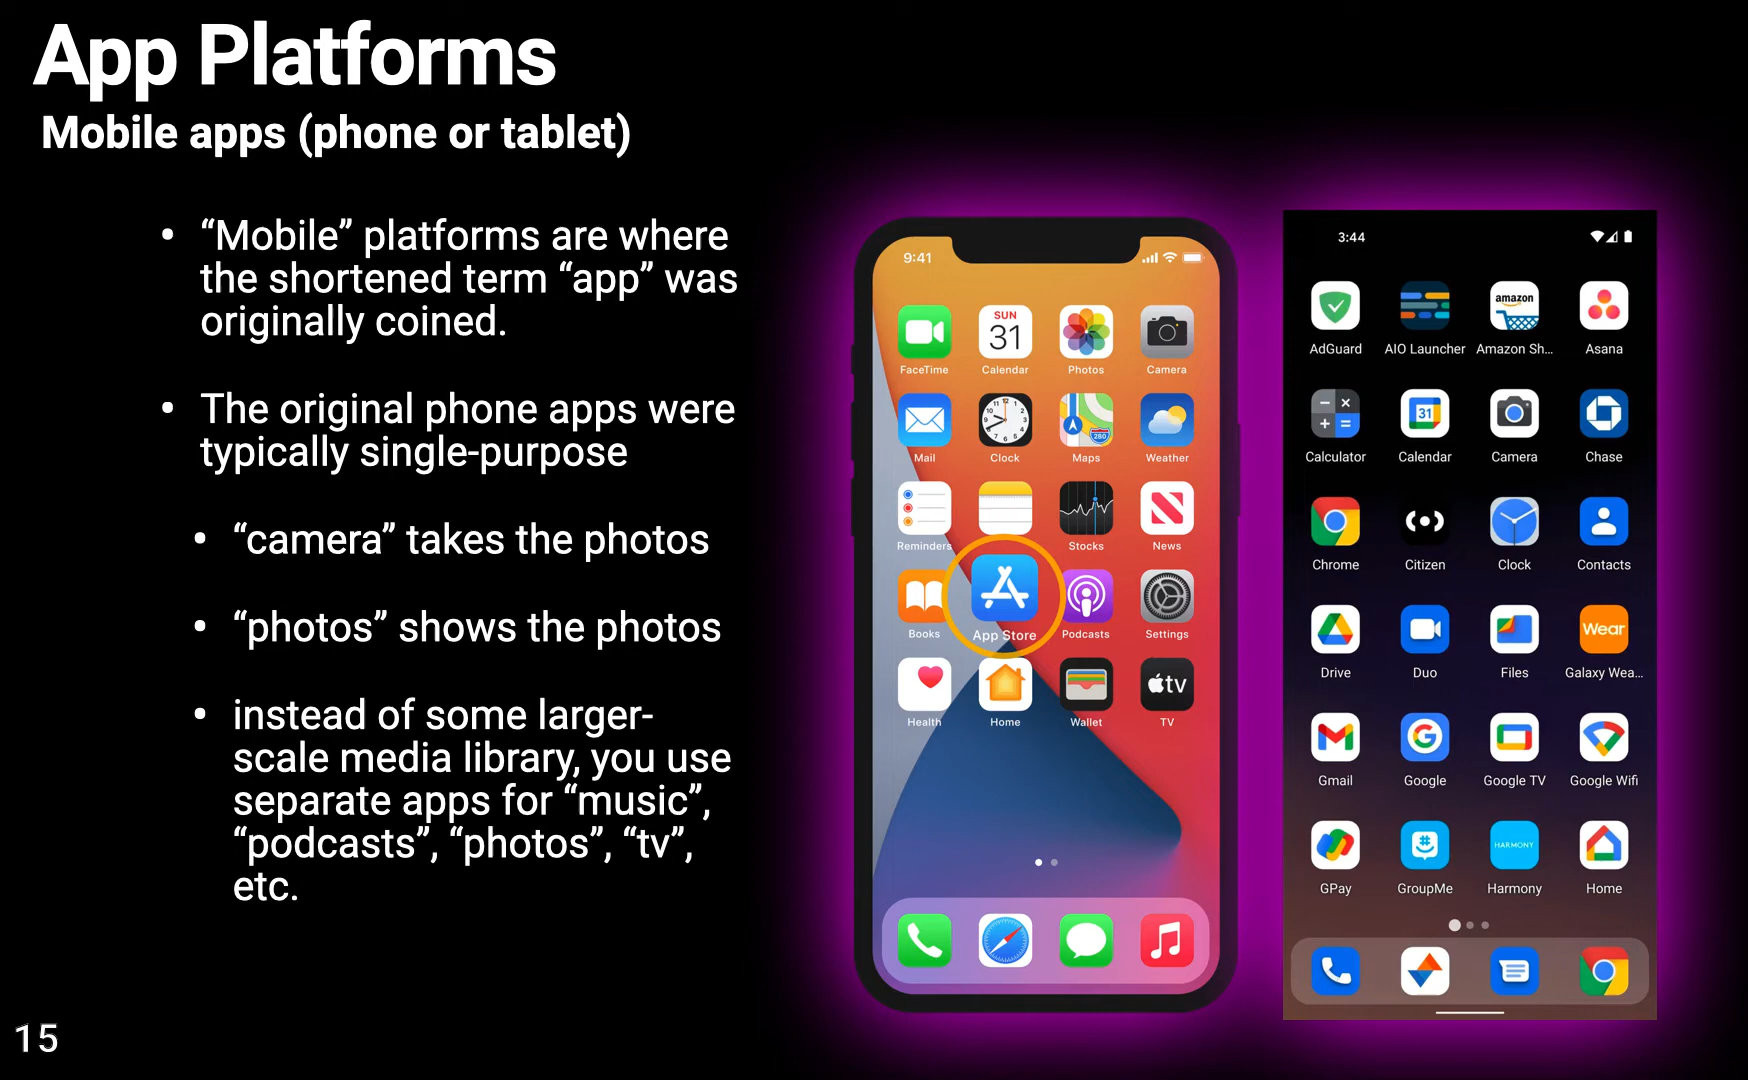 App Platforms
Mobile apps (phone or tablet)
• “Mobile” platforms are where
the shortened term “app” was
originally coined.
• The original phone apps were
typically single-purpose
• “camera” takes the photos
• “photos” shows the photos
• instead of some larger-
scale media library, you use
separate apps for “music”,
“podcasts”, “photos”, “tv”,
etc.
15
9:41
SUN
31
FaceTime Calendar Photos Camera
280
Mail Clock Maps Weather
Reminders Stocks News
Books App Store Podcasts Settings
tv
Health Home Wallet TV
3:44
amazon
AdGuard AIO Launcher Amazon Sh... Asana
31
Calculator Calendar Camera Chase
Chrome Citizen Clock Contacts
Wear
Drive Duo Files Galaxy Wea...
Gmail Google Google TV Google Wifi
HARMONY
GPay GroupMe Harmony Home